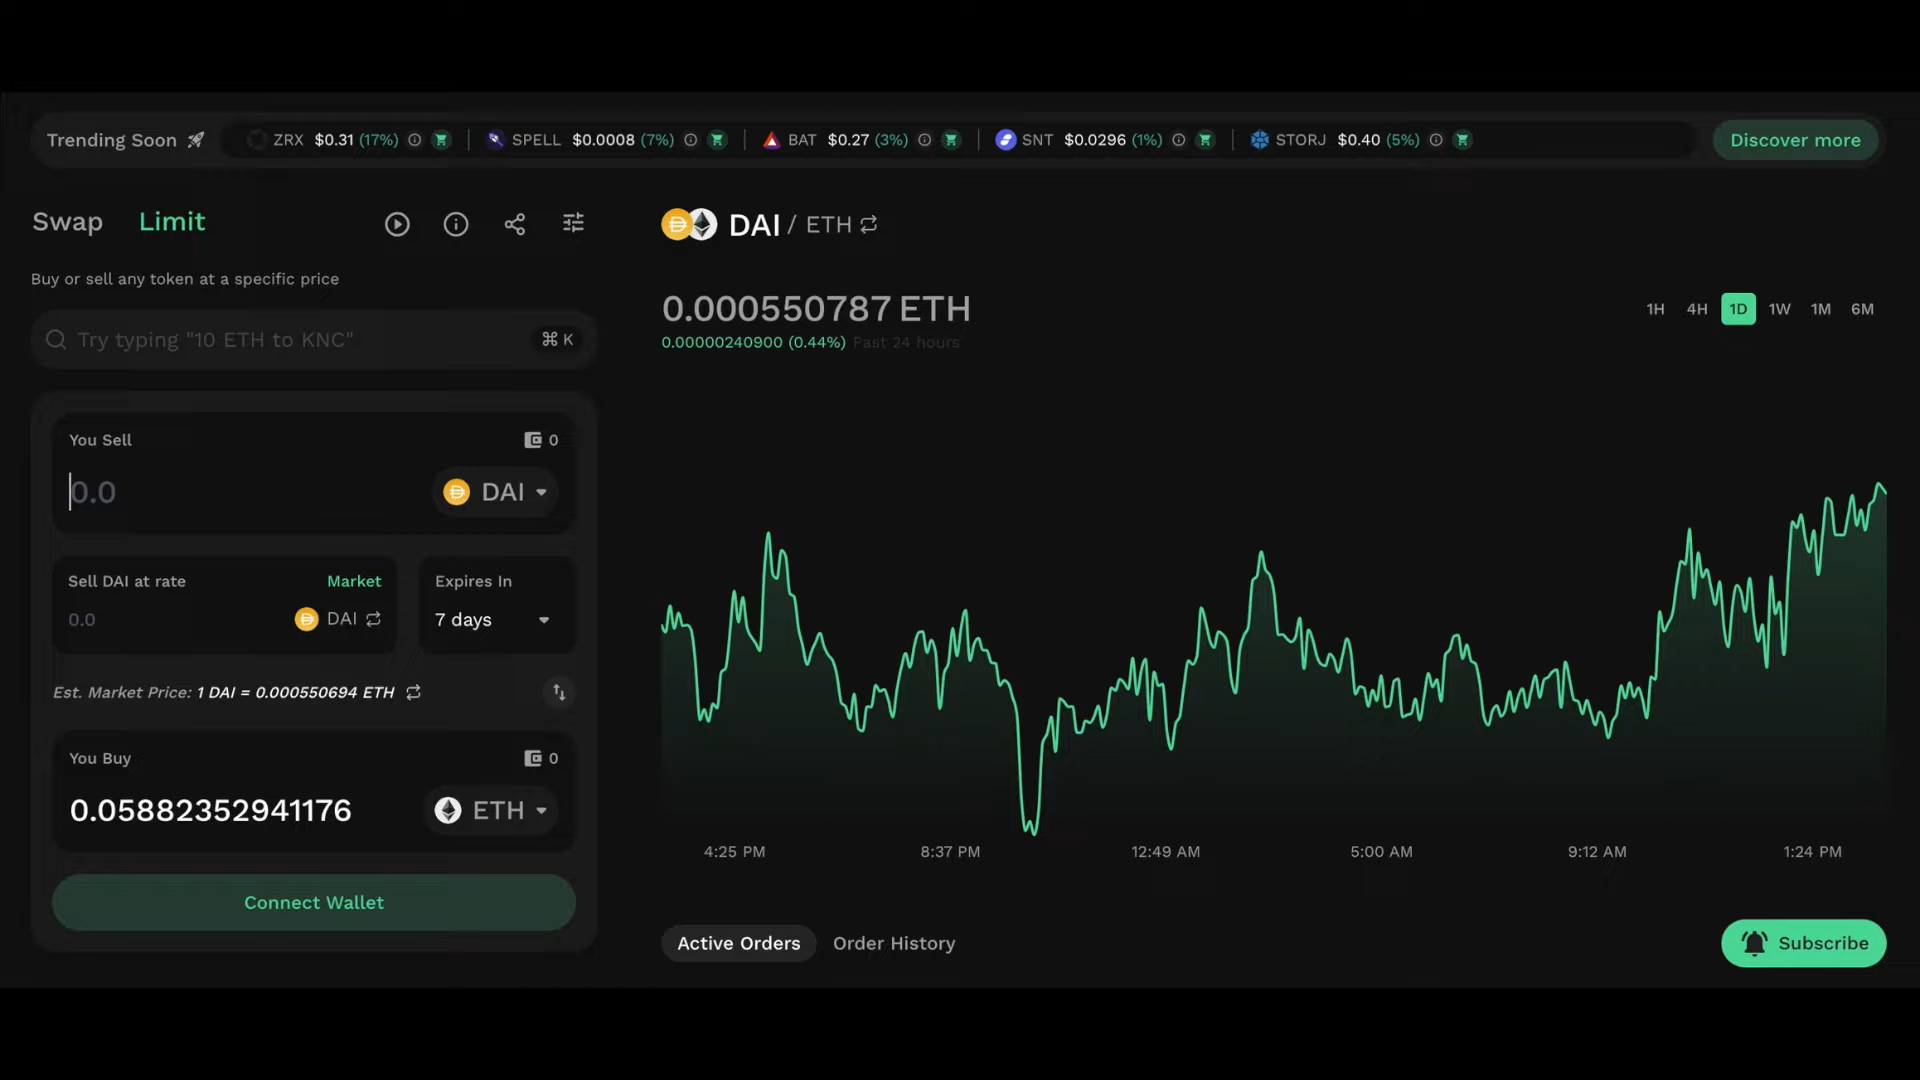 Trending Soon
ZRX $0.31 (17%)
SPELL $0.0008 (7%)
BAT $0.27 (3%)
SNT $0.0296 (1%)
STORJ $0.40 (5%)
Discover more
Swap Limit
Buy or sell any token at a specific price
Try typing "10 ETH to KNC" ⌘ K
You Sell 0
0.0 DAI
Sell DAI at rate Market
0.0 DAI
Expires In
7 days
Est. Market Price: 1 DAI = 0.000550694 ETH
You Buy 0
0.05882352941176 ETH
Connect Wallet
DAI / ETH
0.000550787 ETH
0.00000240900 (0.44%) Past 24 hours
1H 4H 1D 1W 1M 6M
4:25 PM 8:37 PM 12:49 AM 5:00 AM 9:12 AM 1:24 PM
Active Orders Order History
Subscribe